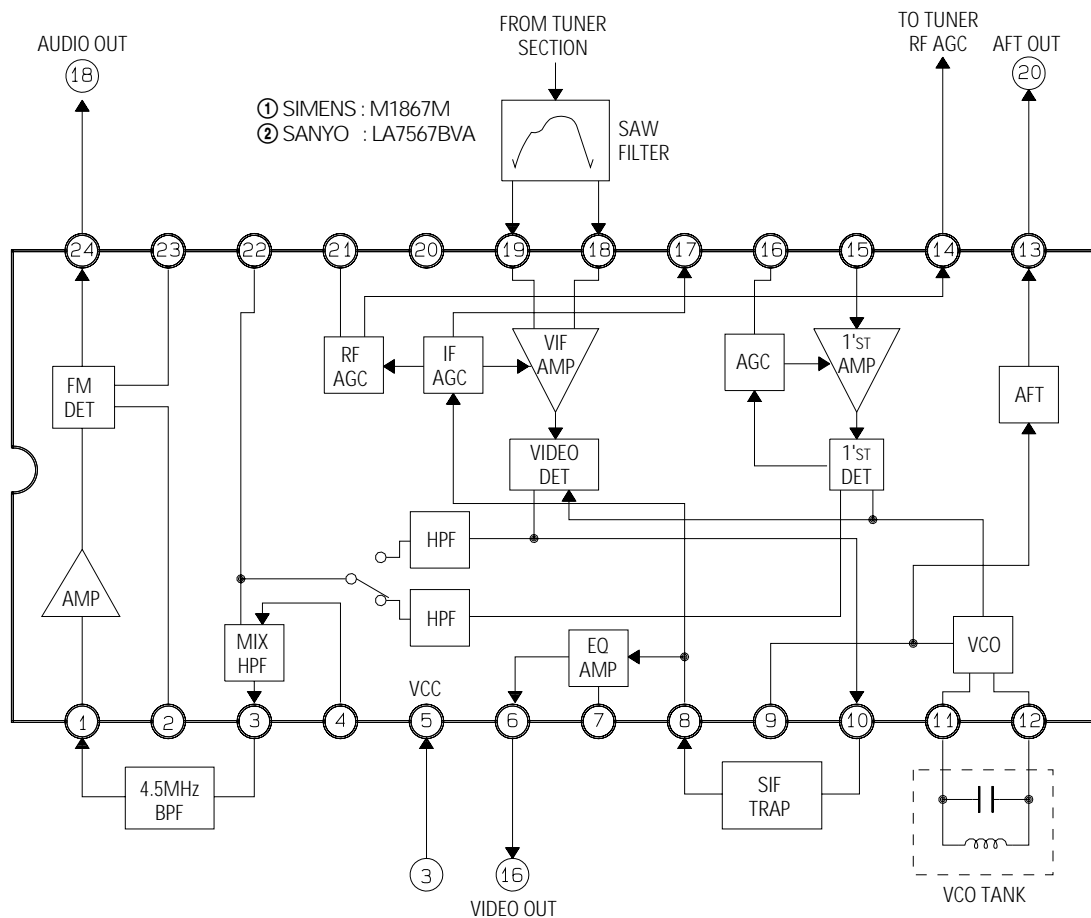 FROM TUNER
SECTION
TO TUNER
RF AGC
AUDIO OUT
AFT OUT
18
20
① SIMENS : M1867M
② SANYO : LA7567BVA
SAW
FILTER
24 23 22 21 20 19 18 17 16 15 14 13
FM
DET
RF
AGC
IF
AGC
VIF
AMP
AGC
1'ST
AMP
AFT
VIDEO
DET
1'ST
DET
HPF
AMP
HPF
MIX
HPF
EQ
AMP
VCO
VCC
1 2 3 4 5 6 7 8 9 10 11 12
4.5MHz
BPF
SIF
TRAP
3
16
VIDEO OUT
VCO TANK